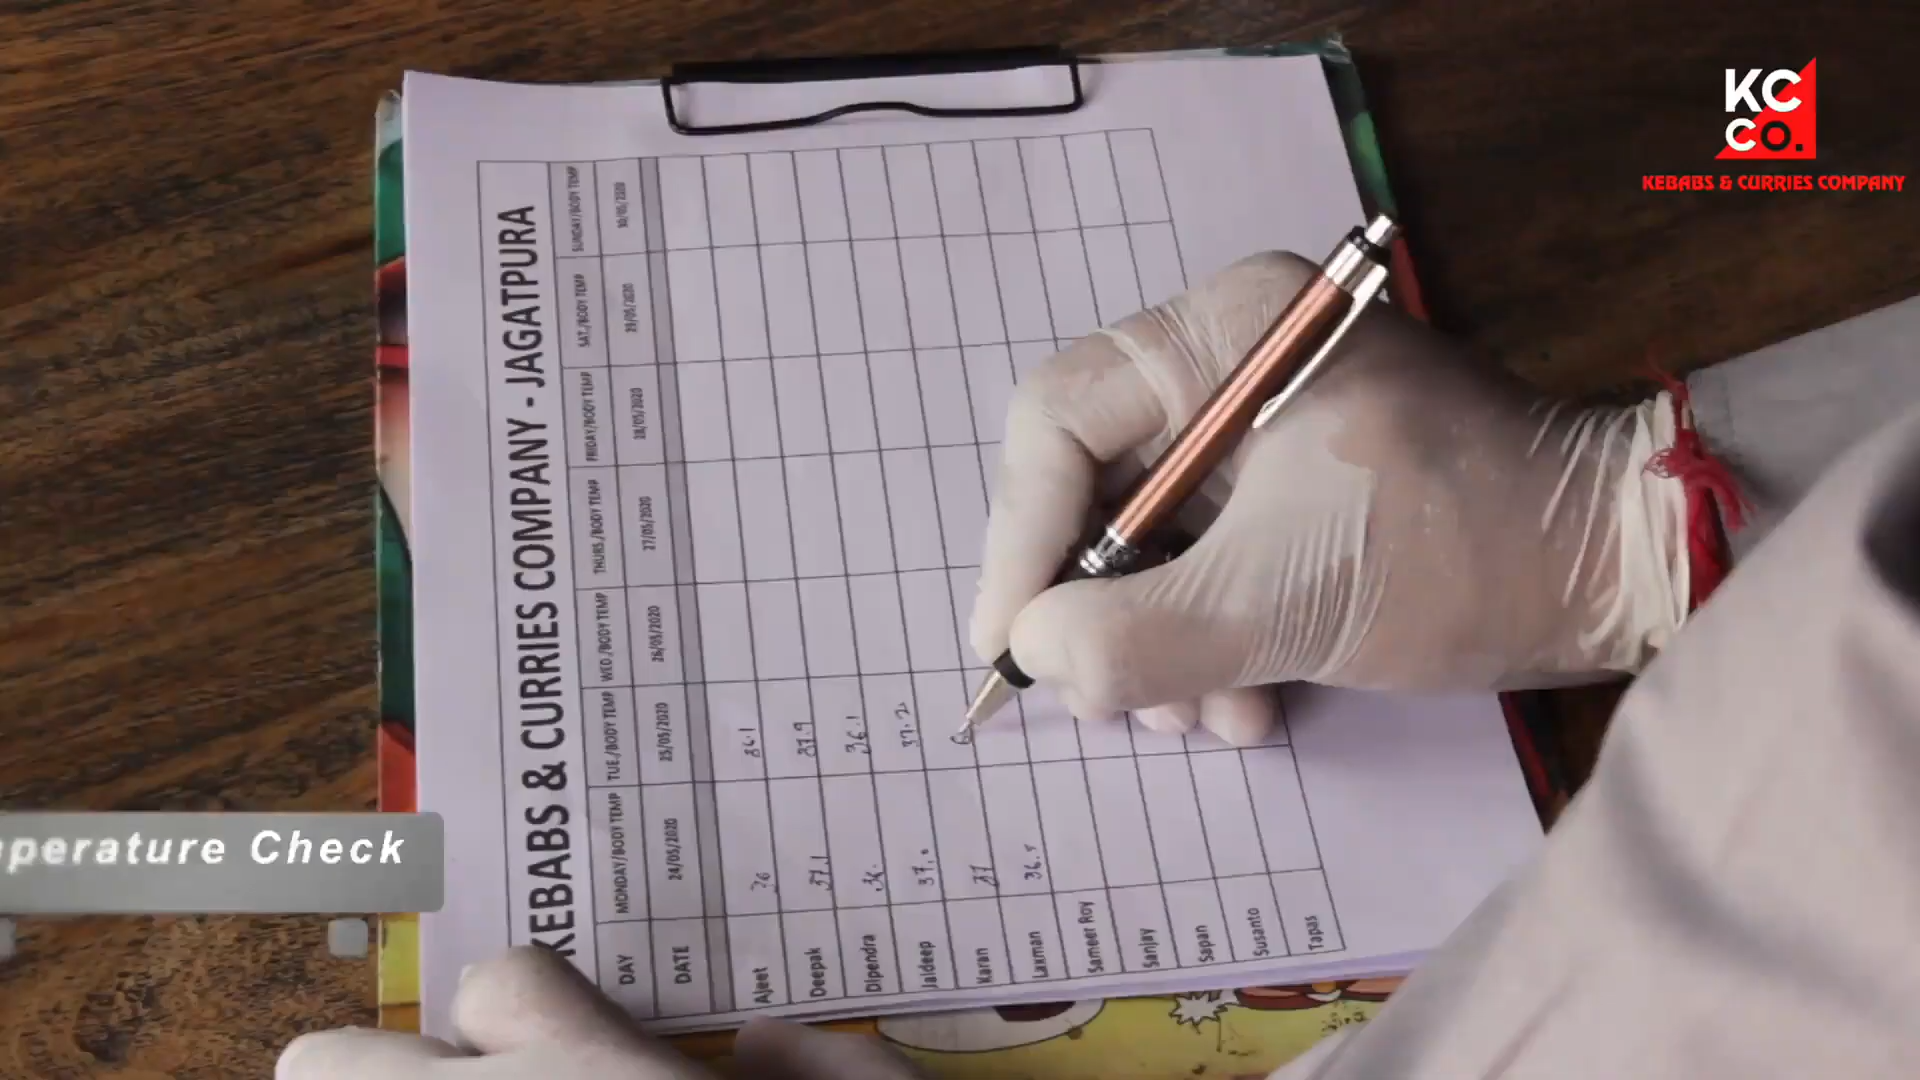 KC
CO.
KEBABS & CURRIES COMPANY
KEBABS & CURRIES COMPANY - JAGATPURA
DAY MONDAY/BODY TEMP TUE./BODY TEMP WED./BODY TEMP THURS./BODY TEMP FRIDAY/BODY TEMP SAT./BODY TEMP SUNDAY/BODY TEMP
DATE 24/05/2020 25/05/2020 26/05/2020 27/05/2020 28/05/2020 29/05/2020 30/05/2020
Ajeet 36 36.1
Deepak 37.1 37.9
Dipendra 36. 36.1
Jaideep 37.0 37.2
Karan 37
Laxman
Sameer Roy
Sanjay
Sapan
Susanto
Tapas
perature Check